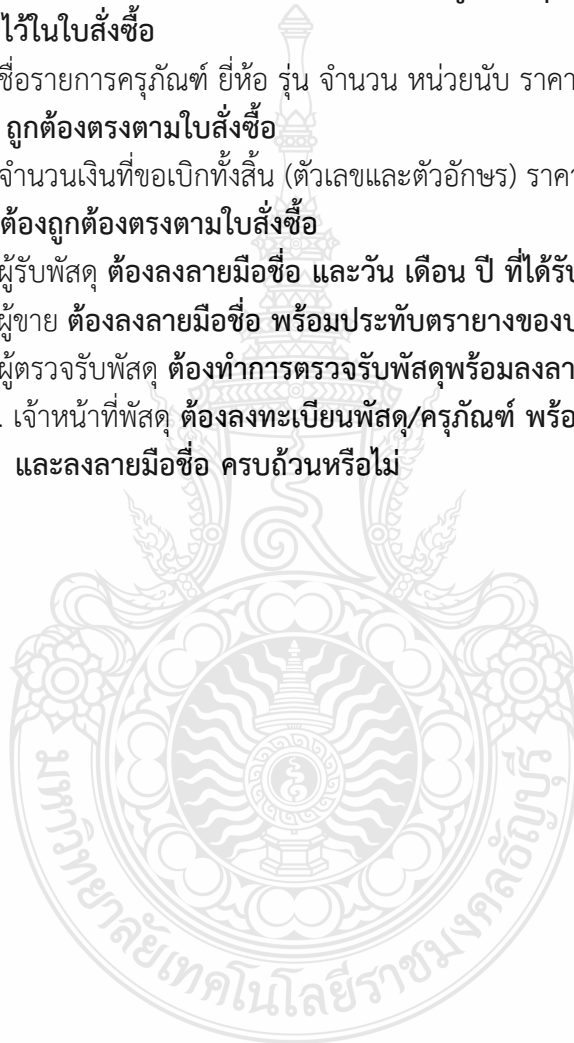 ไว้ในใบสั่งซื้อ
ชื่อรายการครุภัณฑ์ ยี่ห้อ รุ่น จำนวน หน่วยนับ ราคา
ถูกต้องตรงตามใบสั่งซื้อ
จำนวนเงินที่ขอเบิกทั้งสิ้น (ตัวเลขและตัวอักษร) ราคา
ต้องถูกต้องตรงตามใบสั่งซื้อ
ผู้รับพัสดุ ต้องลงลายมือชื่อ และวัน เดือน ปี ที่ได้รับ
ผู้ขาย ต้องลงลายมือชื่อ พร้อมประทับตรายางของบ
ผู้ตรวจรับพัสดุ ต้องทำการตรวจรับพัสดุพร้อมลงลา
. เจ้าหน้าที่พัสดุ ต้องลงทะเบียนพัสดุ/ครุภัณฑ์ พร้อ
และลงลายมือชื่อ ครบถ้วนหรือไม่
มหาวิทยาลัยเทคโนโลยีราชมงคลธัญบุรี